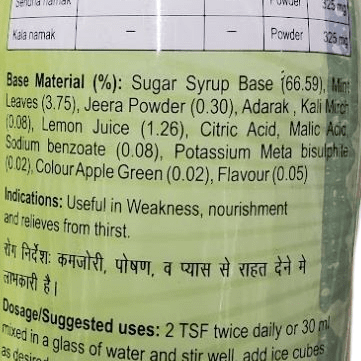 Sendha namak Powder 325 mg
Kala namak – – Powder 325 mg
Base Material (%): Sugar Syrup Base (66.59), Mint
Leaves (3.75), Jeera Powder (0.30), Adarak , Kali Mirch
(0.08), Lemon Juice (1.26), Citric Acid, Malic Acid,
Sodium benzoate (0.08), Potassium Meta bisulphite
(0.02), Colour Apple Green (0.02), Flavour (0.05)
Indications: Useful in Weakness, nourishment
and relieves from thirst.
रोग निर्देशः कमजोरी, पोषण, व प्यास से राहत देने मे
लाभकारी है।
Dosage/Suggested uses: 2 TSF twice daily or 30 ml
mixed in a glass of water and stir well, add ice cubes
as desired